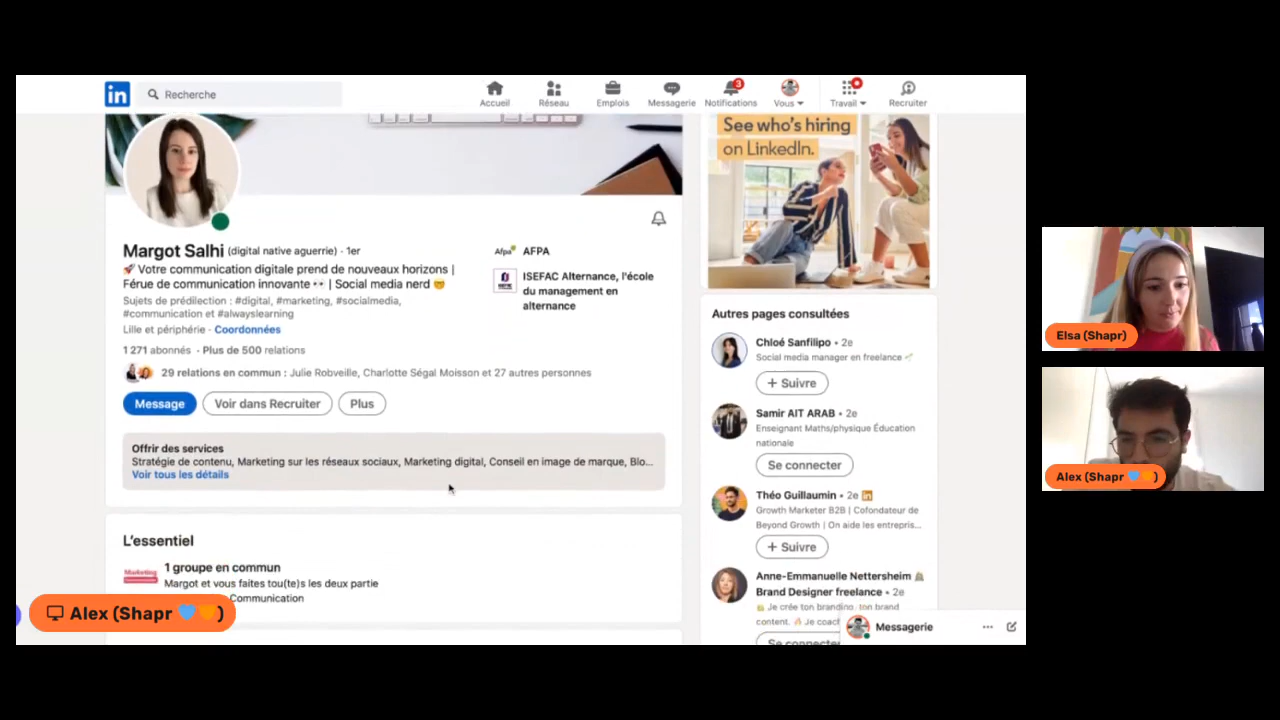 in
Recherche
Accueil
Réseau
Emplois
Messagerie
3
Notifications
Vous
Travail
Recruiter
See who's hiring
on LinkedIn.
Margot Salhi (digital native aguerrie) · 1er
🚀 Votre communication digitale prend de nouveaux horizons |
Férue de communication innovante 👀 | Social media nerd 🤓
Sujets de prédilection : #digital, #marketing, #socialmedia,
#communication et #alwayslearning
Lille et périphérie · Coordonnées
1 271 abonnés · Plus de 500 relations
29 relations en commun : Julie Robveille, Charlotte Ségal Moisson et 27 autres personnes
Message
Voir dans Recruiter
Plus
Afpa AFPA
ISEFAC Alternance, l'école
du management en
alternance
Offrir des services
Stratégie de contenu, Marketing sur les réseaux sociaux, Marketing digital, Conseil en image de marque, Blo...
Voir tous les détails
L'essentiel
Marketing
1 groupe en commun
Margot et vous faites tou(te)s les deux partie
Communication
Autres pages consultées
Chloé Sanfilipo • 2e
Social media manager en freelance
+ Suivre
Samir AIT ARAB • 2e
Enseignant Maths/physique Éducation
nationale
Se connecter
Théo Guillaumin • 2e in
Growth Marketer B2B | Cofondateur de
Beyond Growth | On aide les entrepris...
+ Suivre
Anne-Emmanuelle Nettersheim
Brand Designer freelance • 2e
Je crée ton branding, ton brand
content. 🔥 Je coac
Se connecter
Messagerie
Alex (Shapr 💙🧡)
Elsa (Shapr)
Alex (Shapr 💙🧡)